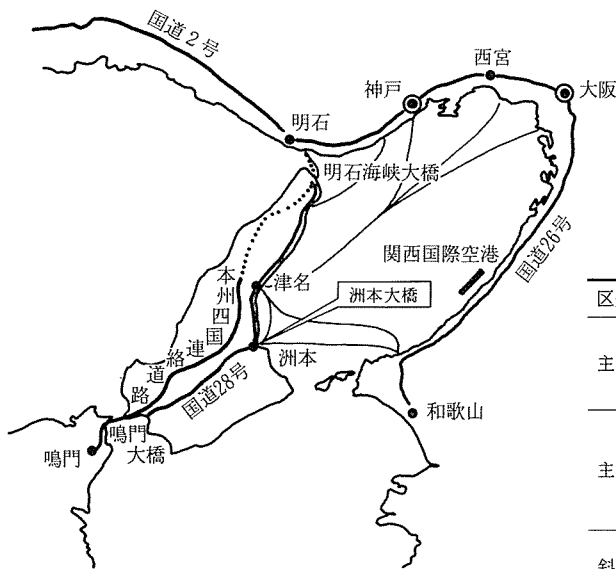 国道2号
西宮
神戸
大阪
明石
明石海峡大橋
国道26号
関西国際空港
本州四国連絡道路
津名
洲本大橋
洲本
国道28号
和歌山
鳴門
大橋
鳴門
区
主
主
斜